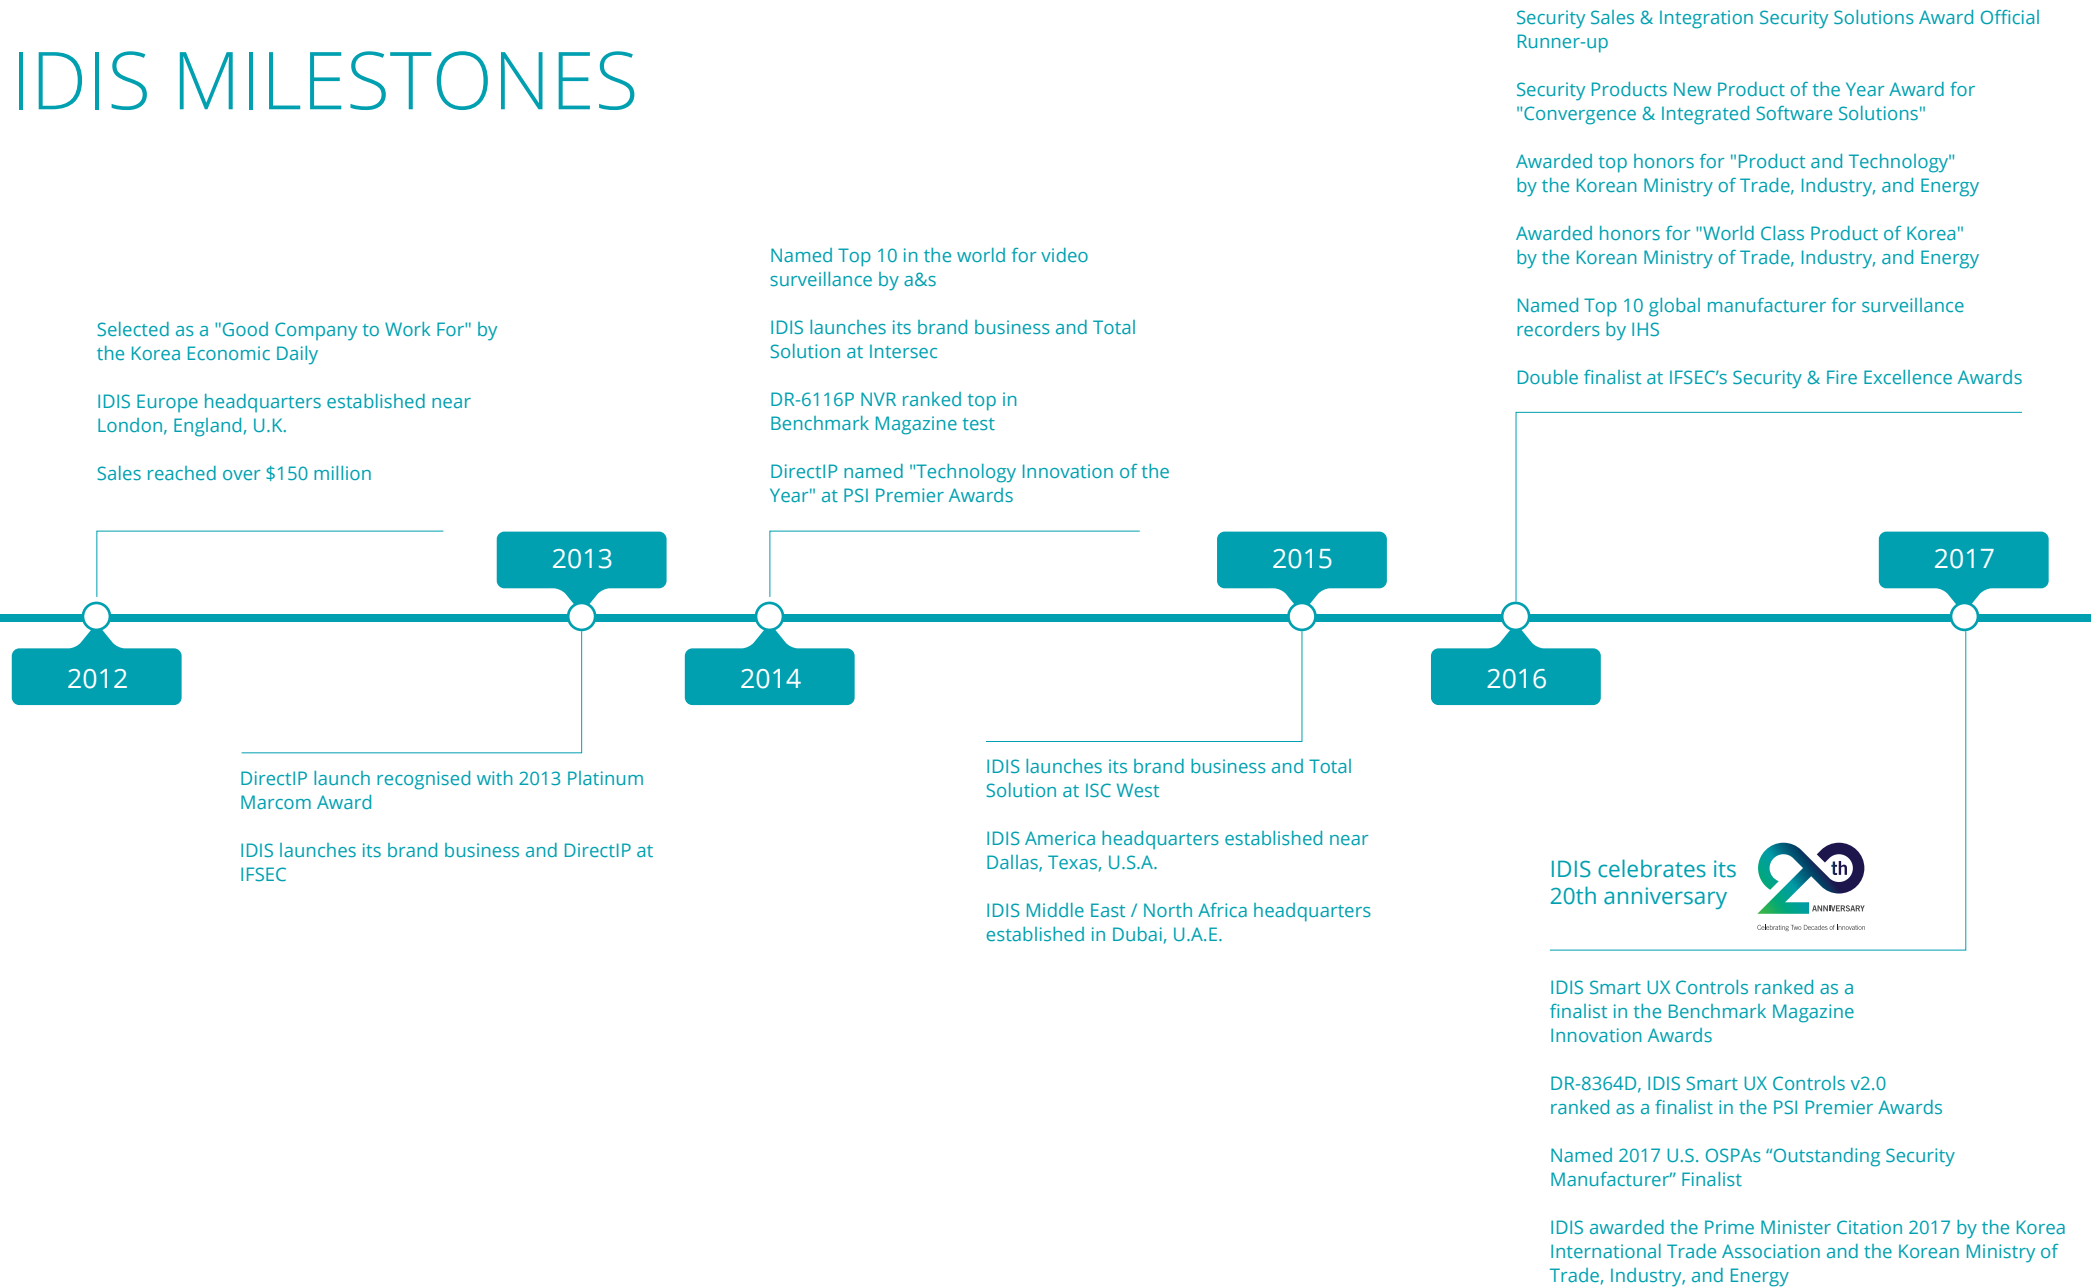 IDIS MILESTONES
Selected as a "Good Company to Work For" by
the Korea Economic Daily
IDIS Europe headquarters established near
London, England, U.K.
Sales reached over $150 million
2012
2013
DirectIP launch recognised with 2013 Platinum
Marcom Award
IDIS launches its brand business and DirectIP at
IFSEC
Named Top 10 in the world for video
surveillance by a&s
IDIS launches its brand business and Total
Solution at Intersec
DR-6116P NVR ranked top in
Benchmark Magazine test
DirectIP named "Technology Innovation of the
Year" at PSI Premier Awards
2014
2015
IDIS launches its brand business and Total
Solution at ISC West
IDIS America headquarters established near
Dallas, Texas, U.S.A.
IDIS Middle East / North Africa headquarters
established in Dubai, U.A.E.
Security Sales & Integration Security Solutions Award Official
Runner-up
Security Products New Product of the Year Award for
"Convergence & Integrated Software Solutions"
Awarded top honors for "Product and Technology"
by the Korean Ministry of Trade, Industry, and Energy
Awarded honors for "World Class Product of Korea"
by the Korean Ministry of Trade, Industry, and Energy
Named Top 10 global manufacturer for surveillance
recorders by IHS
Double finalist at IFSEC’s Security & Fire Excellence Awards
2016
2017
IDIS celebrates its
20th anniversary
20th
ANNIVERSARY
Celebrating Two Decades of Innovation
IDIS Smart UX Controls ranked as a
finalist in the Benchmark Magazine
Innovation Awards
DR-8364D, IDIS Smart UX Controls v2.0
ranked as a finalist in the PSI Premier Awards
Named 2017 U.S. OSPAs “Outstanding Security
Manufacturer” Finalist
IDIS awarded the Prime Minister Citation 2017 by the Korea
International Trade Association and the Korean Ministry of
Trade, Industry, and Energy